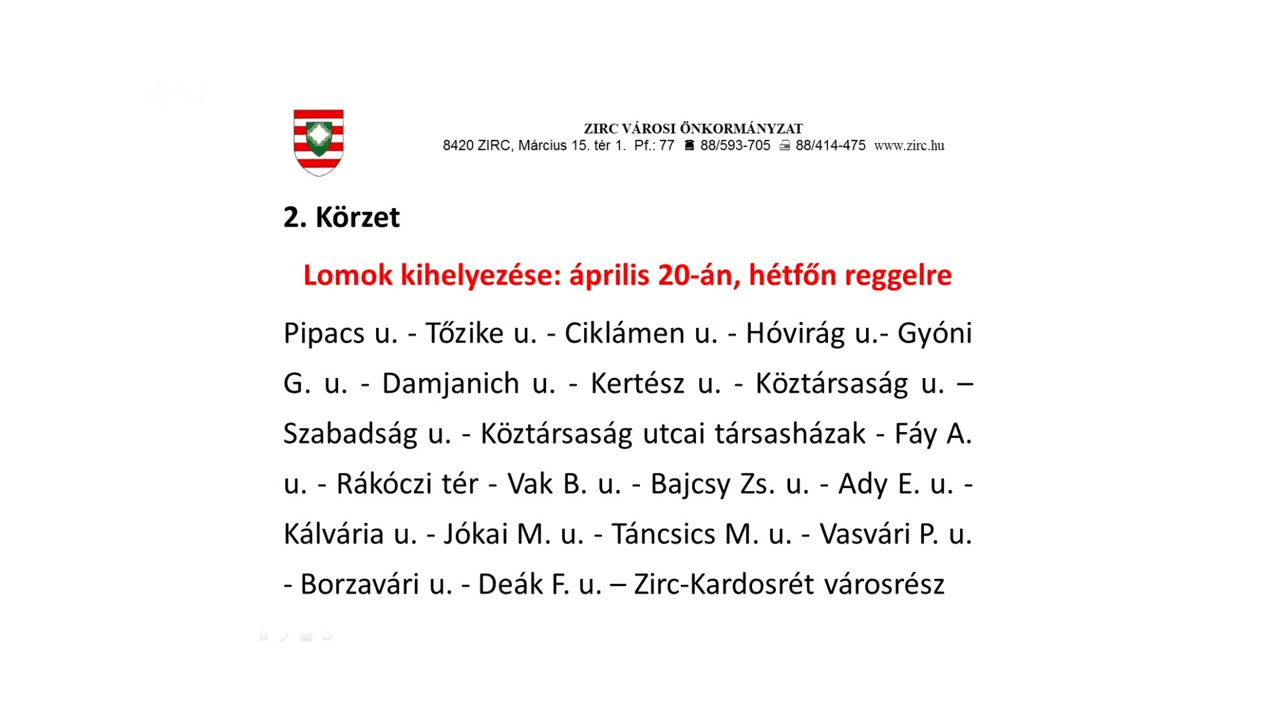 ZIRC VÁROSI ÖNKORMÁNYZAT
8420 ZIRC, Március 15. tér 1. Pf.: 77 88/593-705 88/414-475 www.zirc.hu
2. Körzet
Lomok kihelyezése: április 20-án, hétfőn reggelre
Pipacs u. - Tőzike u. - Ciklámen u. - Hóvirág u.- Gyóni
G. u. - Damjanich u. - Kertész u. - Köztársaság u. –
Szabadság u. - Köztársaság utcai társasházak - Fáy A.
u. - Rákóczi tér - Vak B. u. - Bajcsy Zs. u. - Ady E. u. -
Kálvária u. - Jókai M. u. - Táncsics M. u. - Vasvári P. u.
- Borzavári u. - Deák F. u. – Zirc-Kardosrét városrész